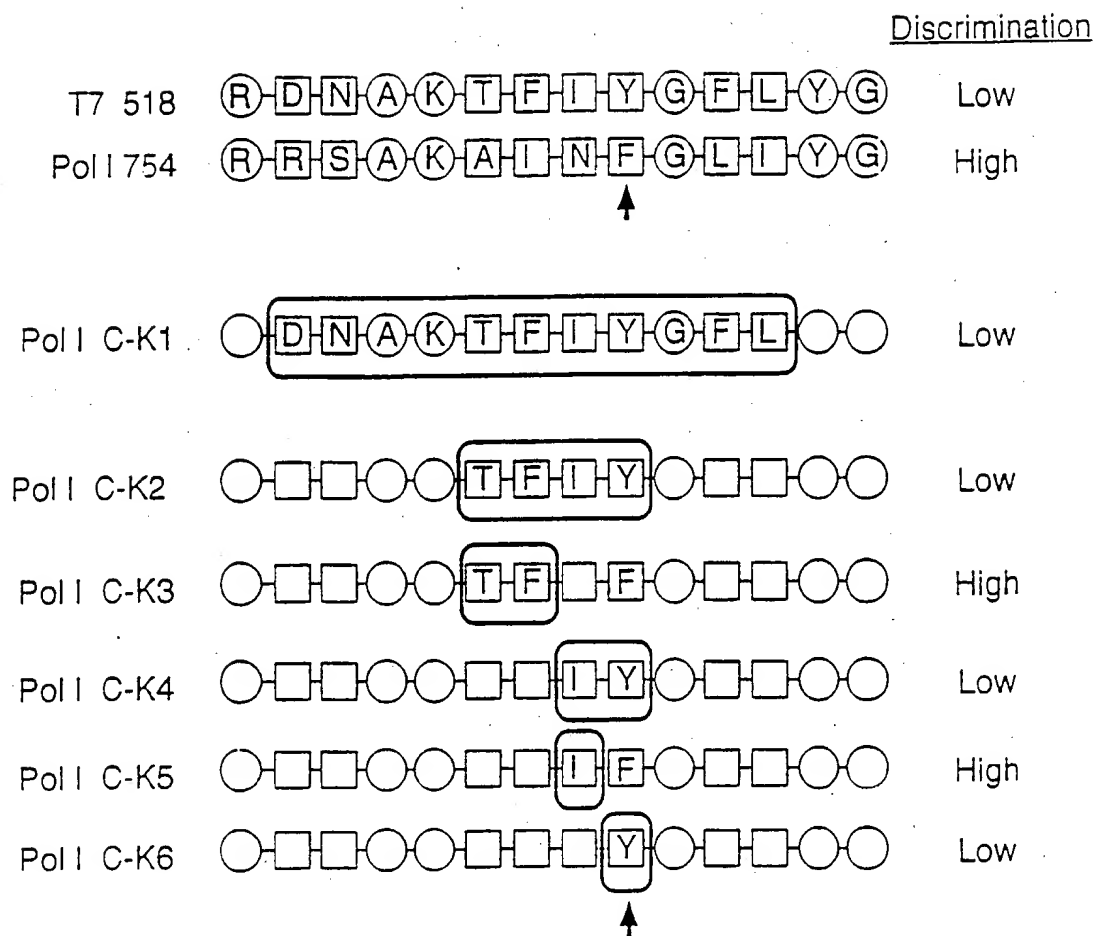 Discrimination
T7 518 R D N A K T F I Y G F L Y G Low
Pol I 754 R R S A K A I N F G L I Y G High
Pol I C-K1 D N A K T F I Y G F L Low
Pol I C-K2 T F I Y Low
Pol I C-K3 T F F High
Pol I C-K4 I Y Low
Pol I C-K5 I F High
Pol I C-K6 Y Low